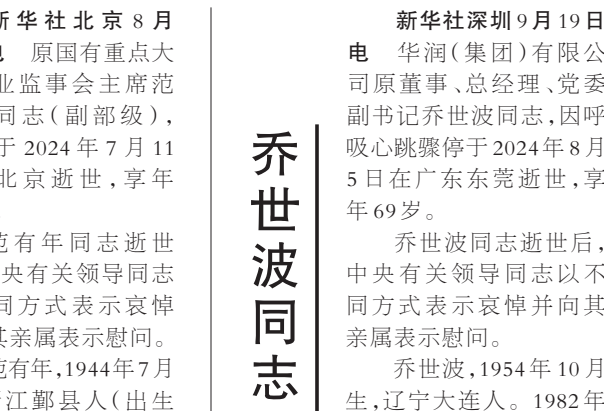 新华社北京8月
电 原国有重点大
业监事会主席范
同志(副部级),
于2024年7月11
北京逝世,享年
范有年同志逝世
央有关领导同志
同方式表示哀悼
其亲属表示慰问。
范有年,1944年7月
江鄞县人(出生
乔世波同志
新华社深圳9月19日
电 华润(集团)有限公
司原董事、总经理、党委
副书记乔世波同志,因呼
吸心跳骤停于2024年8月
5日在广东东莞逝世,享
年69岁。
乔世波同志逝世后,
中央有关领导同志以不
同方式表示哀悼并向其
亲属表示慰问。
乔世波,1954年10月
生,辽宁大连人。1982年